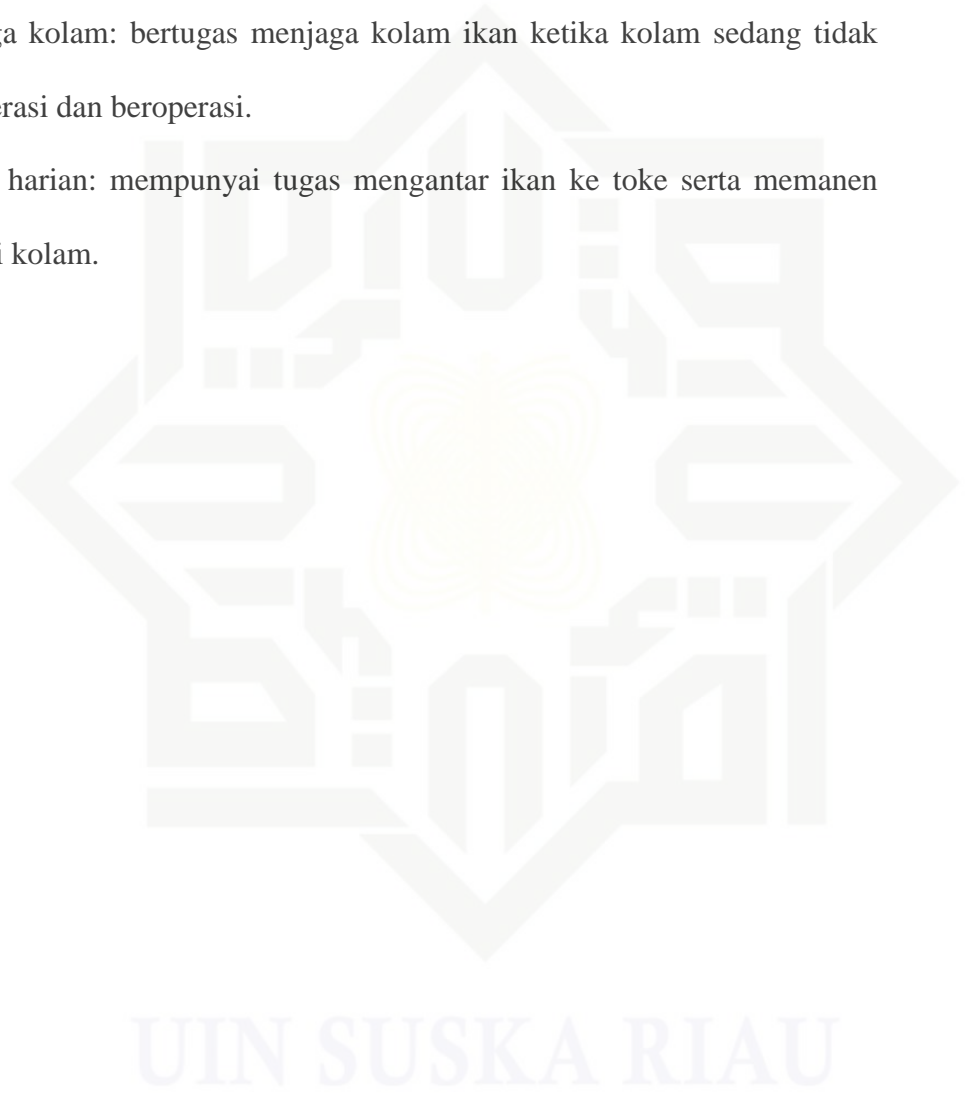 ga kolam: bertugas menjaga kolam ikan ketika kolam sedang tidak
erasi dan beroperasi.
harian: mempunyai tugas mengantar ikan ke toke serta memanen
i kolam.
UIN SUSKA RIAU